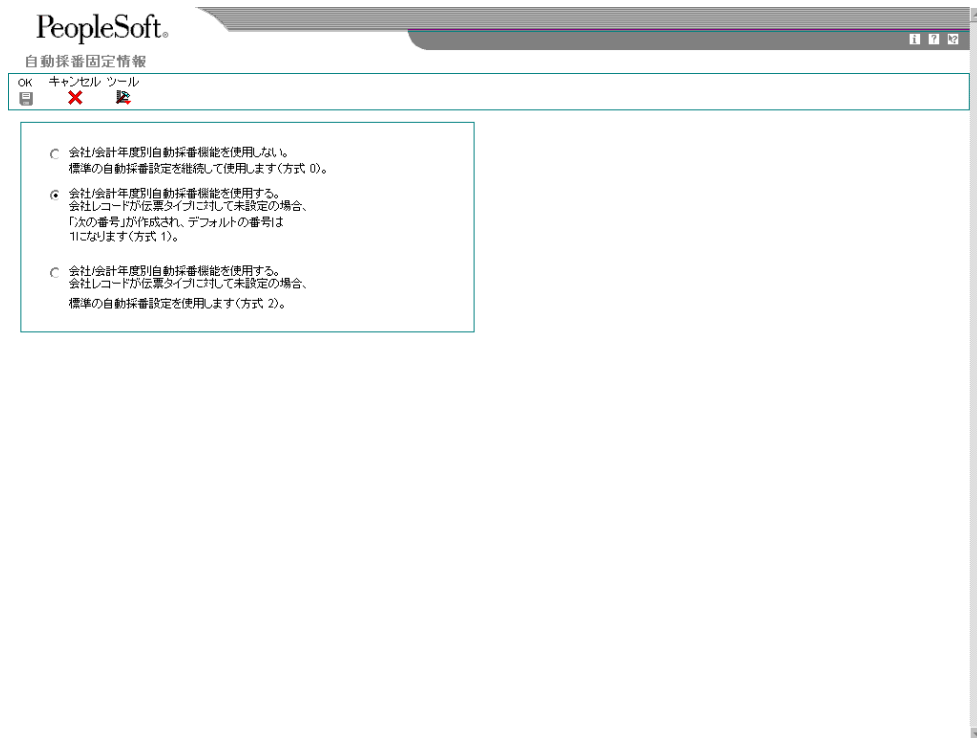 PeopleSoft®
自動採番固定情報
OK キャンセル ツール
会社/会計年度別自動採番機能を使用しない。
標準の自動採番設定を継続して使用します(方式 0)。
会社/会計年度別自動採番機能を使用する。
会社レコードが伝票タイプに対して未設定の場合、
「次の番号」が作成され、デフォルトの番号は
1になります(方式 1)。
会社/会計年度別自動採番機能を使用する。
会社レコードが伝票タイプに対して未設定の場合、
標準の自動採番設定を使用します(方式 2)。